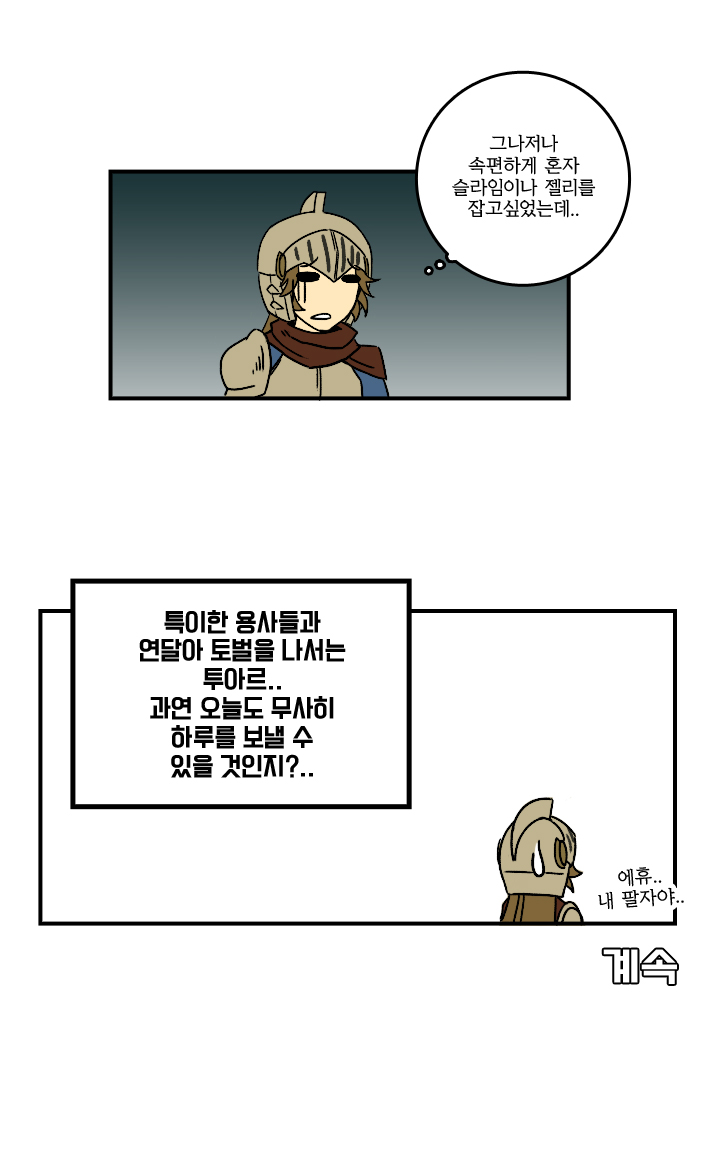 그나저나
속편하게 혼자
슬라임이나 젤리를
잡고싶었는데..
특이한 용사들과
연달아 토벌을 나서는
투아르..
과연 오늘도 무사히
하루를 보낼 수
있을 것인지?..
에휴..
내 팔자야..
계속